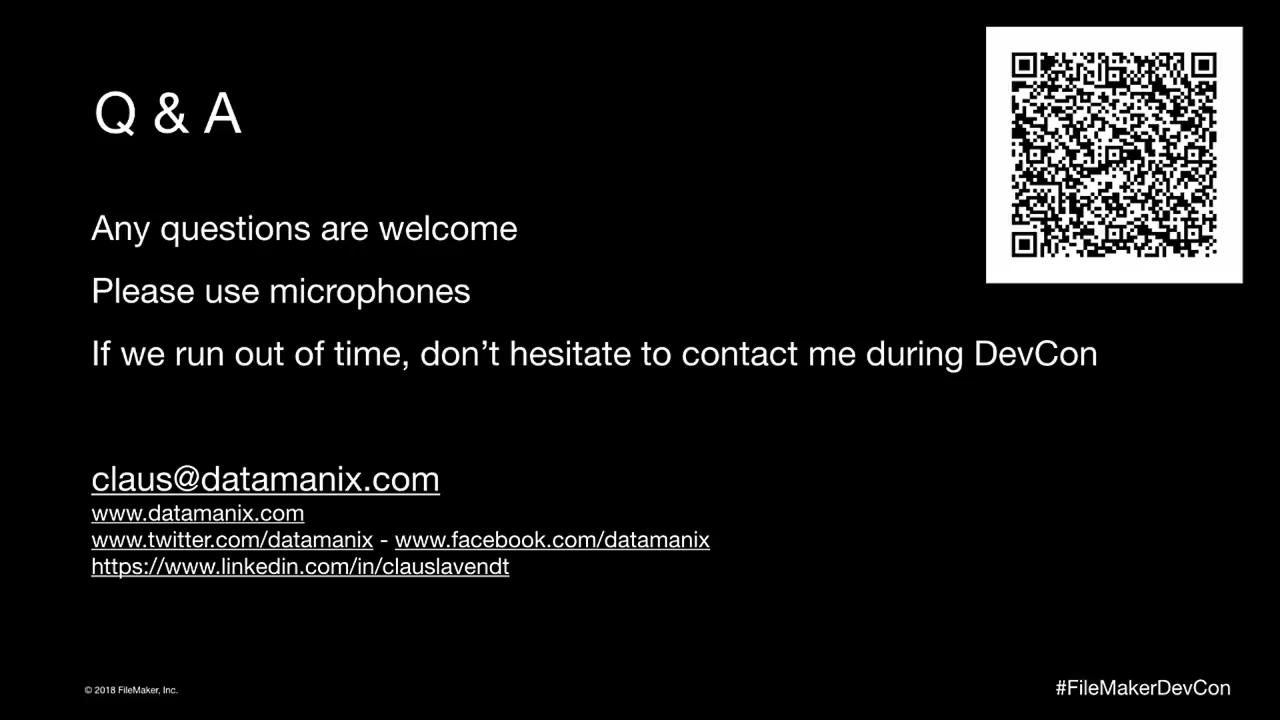 Q & A
Any questions are welcome
Please use microphones
If we run out of time, don’t hesitate to contact me during DevCon
claus@datamanix.com
www.datamanix.com
www.twitter.com/datamanix - www.facebook.com/datamanix
https://www.linkedin.com/in/clauslavendt
© 2018 FileMaker, Inc.
#FileMakerDevCon